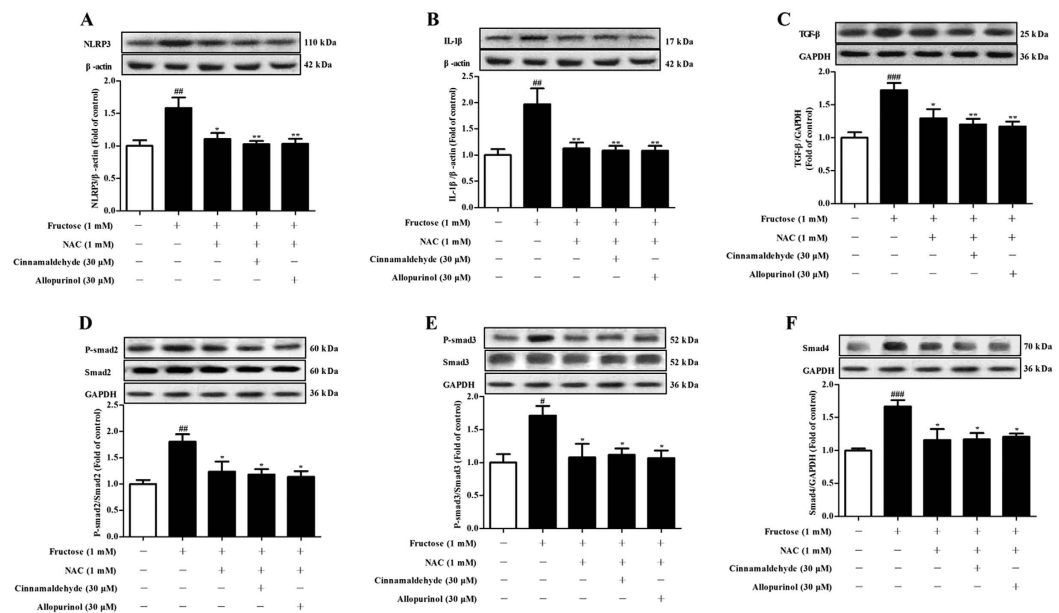 A
NLRP3
110 kDa
β -actin
42 kDa
NLRP3/β -actin (Fold of control)
2.0
1.5
1.0
0.5
0.0
##
*
**
**
Fructose (1 mM) – + + + +
NAC (1 mM) – – + + +
Cinnamaldehyde (30 μM) – – – + –
Allopurinol (30 μM) – – – – +
B
IL-1β
17 kDa
β -actin
42 kDa
IL-1β /β -actin (Fold of control)
2.5
2.0
1.5
1.0
0.5
0.0
##
**
**
**
Fructose (1 mM) – + + + +
NAC (1 mM) – – + + +
Cinnamaldehyde (30 μM) – – – + –
Allopurinol (30 μM) – – – – +
C
TGF-β
25 kDa
GAPDH
36 kDa
TGF-β /GAPDH
(Fold of control)
2.0
1.5
1.0
0.5
0.0
###
*
**
**
Fructose (1 mM) – + + + +
NAC (1 mM) – – + + +
Cinnamaldehyde (30 μM) – – – + –
Allopurinol (30 μM) – – – – +
D
P-smad2
60 kDa
Smad2
60 kDa
GAPDH
36 kDa
P-smad2/Smad2 (Fold of control)
2.0
1.5
1.0
0.5
0.0
##
*
*
*
Fructose (1 mM) – + + + +
NAC (1 mM) – – + + +
Cinnamaldehyde (30 μM) – – – + –
Allopurinol (30 μM) – – – – +
E
P-smad3
52 kDa
Smad3
52 kDa
GAPDH
36 kDa
P-smad3/Smad3 (Fold of control)
2.0
1.5
1.0
0.5
0.0
#
*
*
*
Fructose (1 mM) – + + + +
NAC (1 mM) – – + + +
Cinnamaldehyde (30 μM) – – – + –
Allopurinol (30 μM) – – – – +
F
Smad4
70 kDa
GAPDH
36 kDa
Smad4/GAPDH (Fold of control)
2.0
1.5
1.0
0.5
0.0
###
*
*
*
Fructose (1 mM) – + + + +
NAC (1 mM) – – + + +
Cinnamaldehyde (30 μM) – – – + –
Allopurinol (30 μM) – – – – +